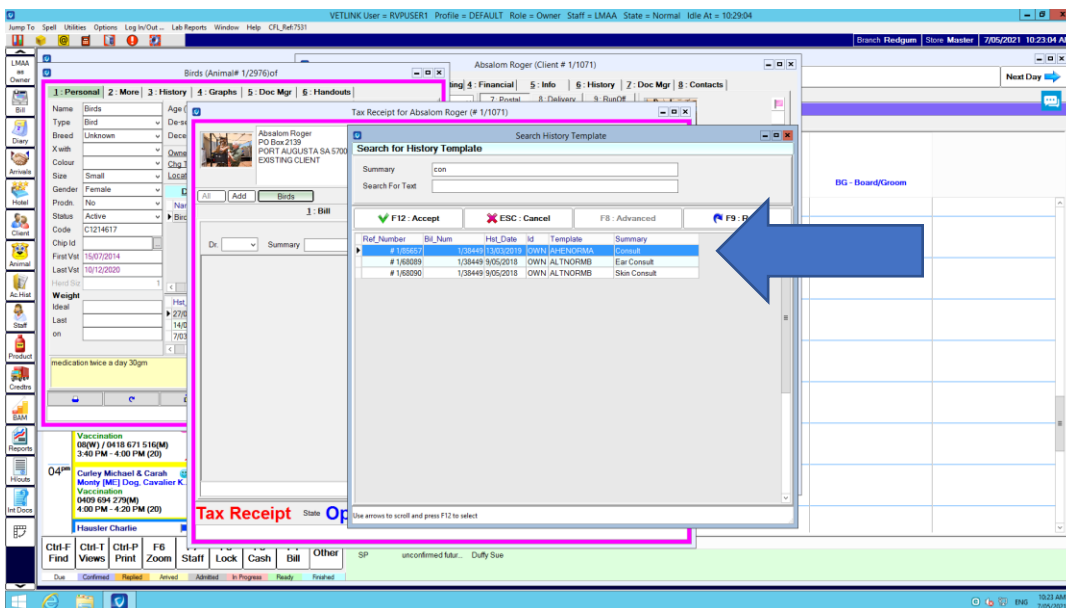 VETLINK User = RVPUSER1 Profile = DEFAULT Role = Owner Staff = LMAA State = Normal Idle At = 10:29:04
Jump To Spell Utilities Options Log In/Out ... Lab Reports Window Help CFL_Ref:7531
Branch Redgum Store Master 7/05/2021 10:23:04 A
LMAA
as
Owner
Bill
Diary
Arrivals
Hotel
Client
Animal
Ac.Hist
Staff
Product
Credtrs
BAM
Reports
H'outs
Int.Docs
Absalom Roger (Client # 1/1071)
4 : Financial 5 : Info 6 : History 7 : Doc Mgr 8 : Contacts
7 : Postal 8 : Delivery 9 : RunOff
Next Day
BG - Board/Groom
Birds (Animal# 1/2976)of
1 : Personal 2 : More 3 : History 4 : Graphs 5 : Doc Mgr 6 : Handouts
Name Birds
Type Bird
Breed Unknown
X with
Colour
Size Small
Gender Female
Prodn. No
Status Active
Code C1214617
Chip Id
First Vst 15/07/2014
Last Vst 10/12/2020
Herd Siz 1
Weight
Ideal
Last
on
medication twice a day 30gm
Tax Receipt for Absalom Roger (# 1/1071)
Absalom Roger
PO Box 2139
PORT AUGUSTA SA 5700
EXISTING CLIENT
All Add Birds
1 : Bill
Dr. Summary
Tax Receipt State
Search History Template
Search for History Template
Summary con
Search For Text
F12 : Accept ESC : Cancel F8 : Advanced
Ref_Number Bil_Num Hst_Date Id Template Summary
# 1/85657 1/38449 13/03/2019 OWN AHENORMA Consult
# 1/68089 1/38449 9/05/2018 OWN ALTNORMB Ear Consult
# 1/68090 1/38449 9/05/2018 OWN ALTNORMB Skin Consult
Use arrows to scroll and press F12 to select
Vaccination
08(W) / 0418 671 516(M)
3:40 PM - 4:00 PM (20)
04pm
Curley Michael & Carah
Monty [ME] Dog, Cavalier K
Vaccination
0409 694 279(M)
4:00 PM - 4:20 PM (20)
Hausler Charlie
Ctrl-F Find Ctrl-T Views Ctrl-P Print F6 Zoom Staff Lock Cash Bill Other
SP unconfirmed futur... Duffy Sue
Due Confirmed Replied Arrived Admitted In Progress Ready Finished
ENG 10:23 AM
7/05/2021